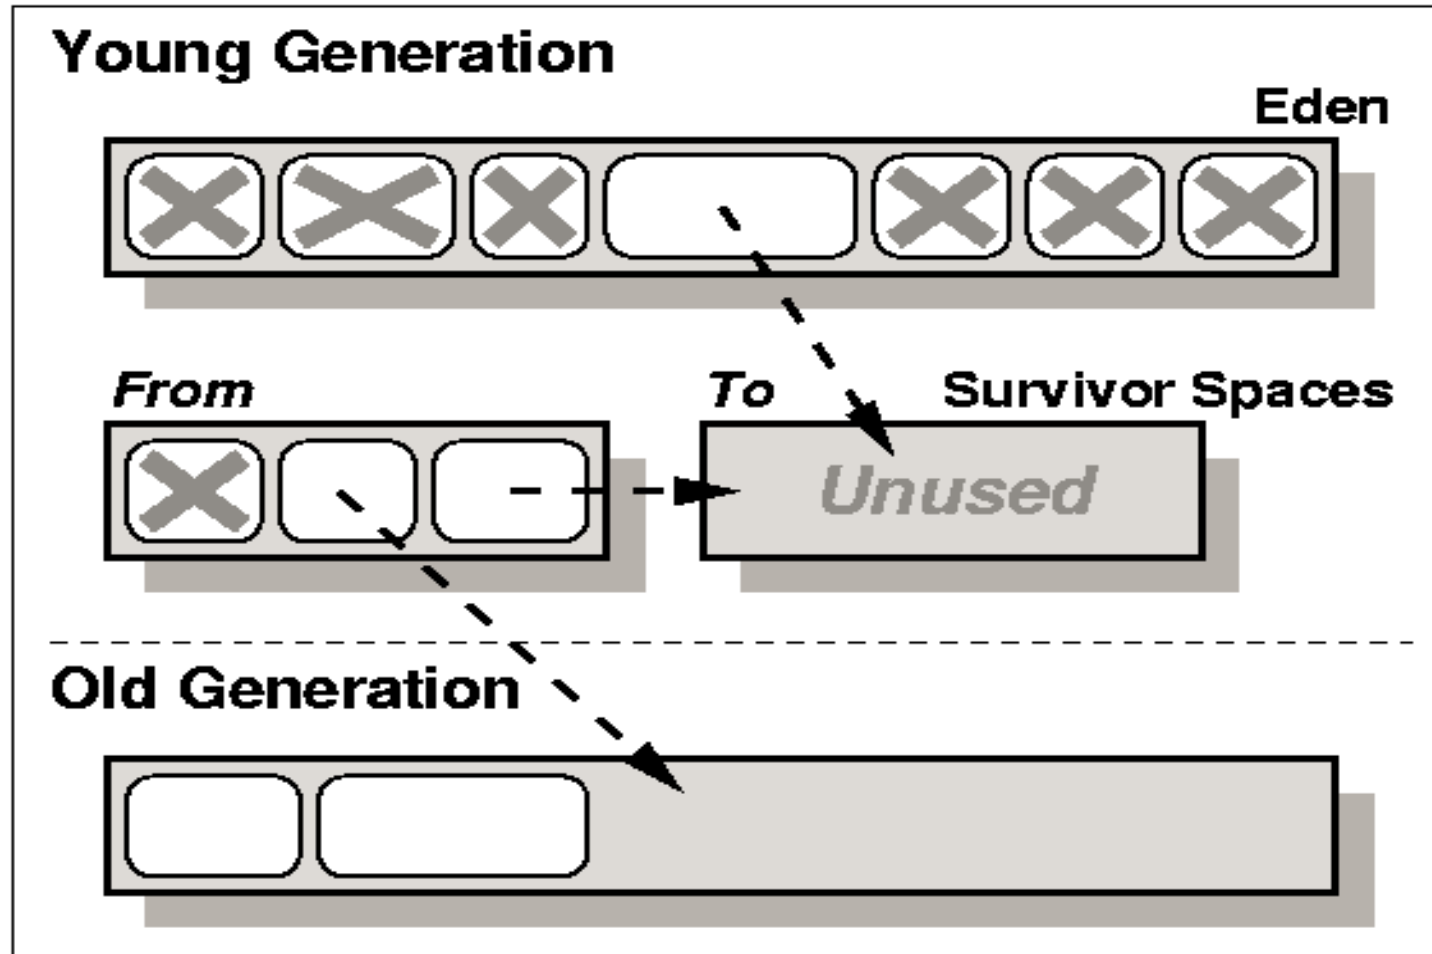 Young Generation
Eden
From
To
Survivor Spaces
Unused
Old Generation